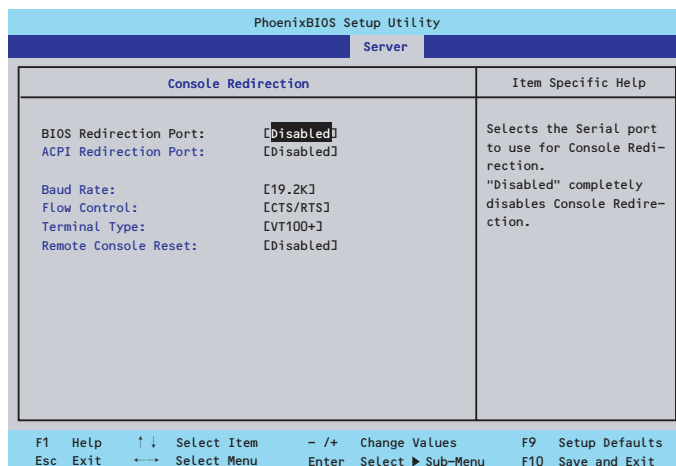 PhoenixBIOS Setup Utility
Server
Console Redirection
Item Specific Help
BIOS Redirection Port: [Disabled]
ACPI Redirection Port: [Disabled]
Baud Rate: [19.2K]
Flow Control: [CTS/RTS]
Terminal Type: [VT100+]
Remote Console Reset: [Disabled]
Selects the Serial port
to use for Console Redi-
rection.
"Disabled" completely
disables Console Redire-
ction.
F1 Help ↑↓ Select Item - /+ Change Values F9 Setup Defaults
Esc Exit ←→ Select Menu Enter Select ▶ Sub-Menu F10 Save and Exit